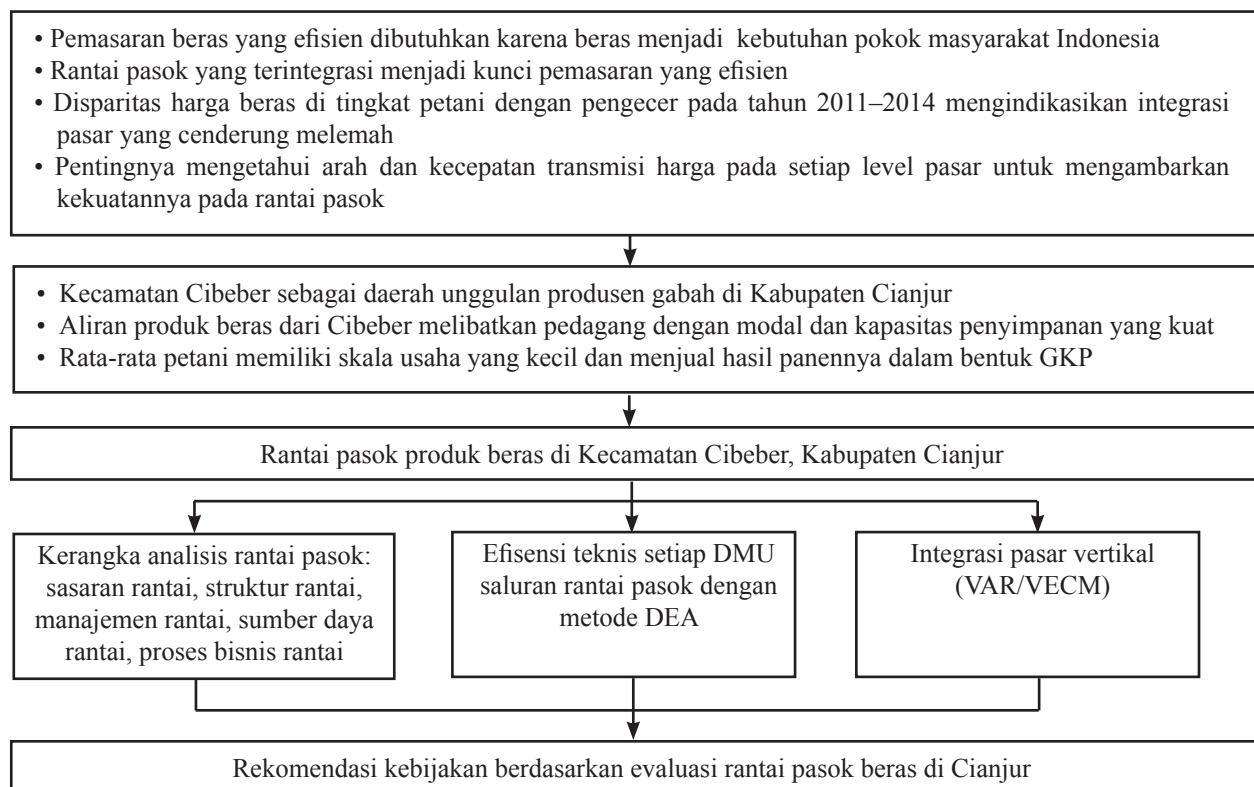 • Pemasaran beras yang efisien dibutuhkan karena beras menjadi kebutuhan pokok masyarakat Indonesia
• Rantai pasok yang terintegrasi menjadi kunci pemasaran yang efisien
• Disparitas harga beras di tingkat petani dengan pengecer pada tahun 2011–2014 mengindikasikan integrasi
pasar yang cenderung melemah
• Pentingnya mengetahui arah dan kecepatan transmisi harga pada setiap level pasar untuk mengambarkan
kekuatannya pada rantai pasok
• Kecamatan Cibeber sebagai daerah unggulan produsen gabah di Kabupaten Cianjur
• Aliran produk beras dari Cibeber melibatkan pedagang dengan modal dan kapasitas penyimpanan yang kuat
• Rata-rata petani memiliki skala usaha yang kecil dan menjual hasil panennya dalam bentuk GKP
Rantai pasok produk beras di Kecamatan Cibeber, Kabupaten Cianjur
Kerangka analisis rantai pasok:
sasaran rantai, struktur rantai,
manajemen rantai, sumber daya
rantai, proses bisnis rantai
Efisensi teknis setiap DMU
saluran rantai pasok dengan
metode DEA
Integrasi pasar vertikal
(VAR/VECM)
Rekomendasi kebijakan berdasarkan evaluasi rantai pasok beras di Cianjur